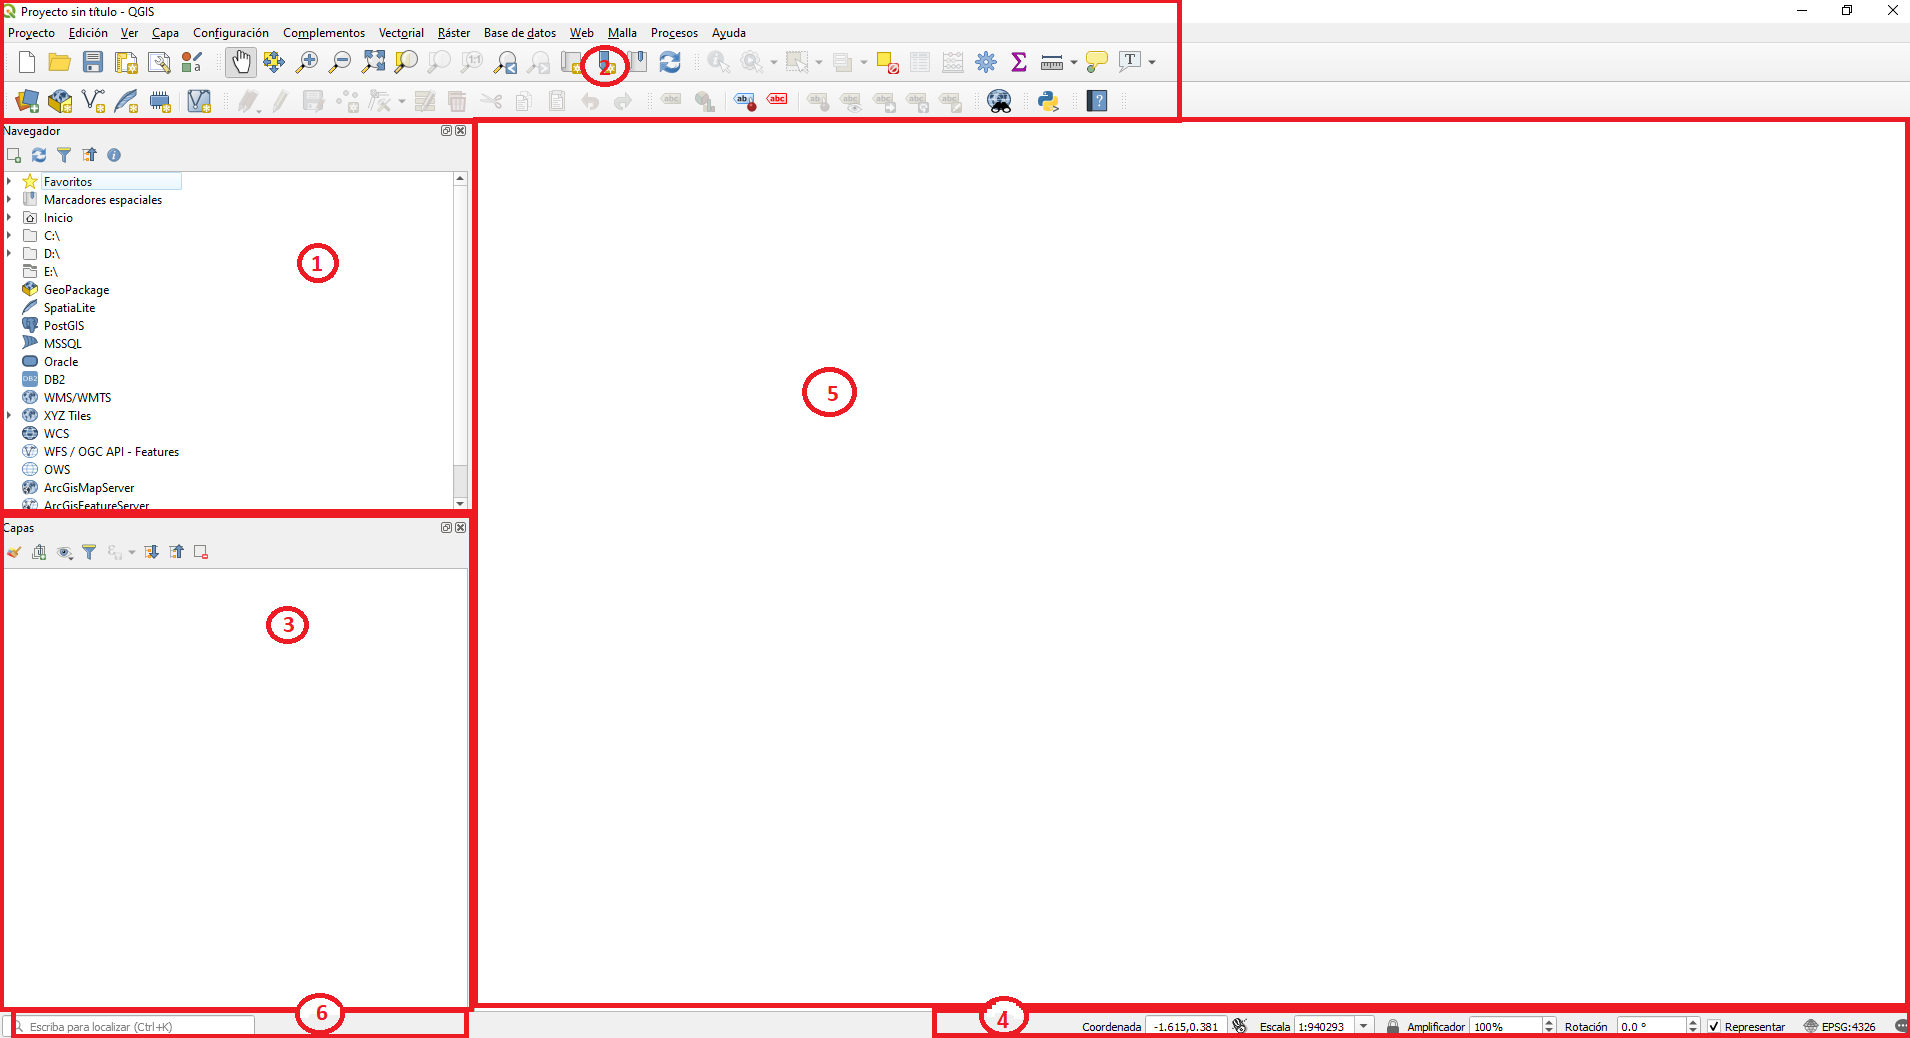 Proyecto sin título - QGIS
Proyecto Edición Ver Capa Configuración Complementos Vectorial Ráster Base de datos Web Malla Procesos Ayuda
2
Navegador
Favoritos
Marcadores espaciales
Inicio
C:\
D:\
E:\
GeoPackage
SpatiaLite
PostGIS
MSSQL
Oracle
DB2 DB2
WMS/WMTS
XYZ Tiles
WCS
WFS / OGC API - Features
OWS
ArcGisMapServer
ArcGisFeatureServer
1
5
Capas
3
6
Escriba para localizar (Ctrl+K)
4
Coordenada -1.615,0.381 Escala 1:940293 Amplificador 100% Rotación 0.0 ° Representar EPSG:4326